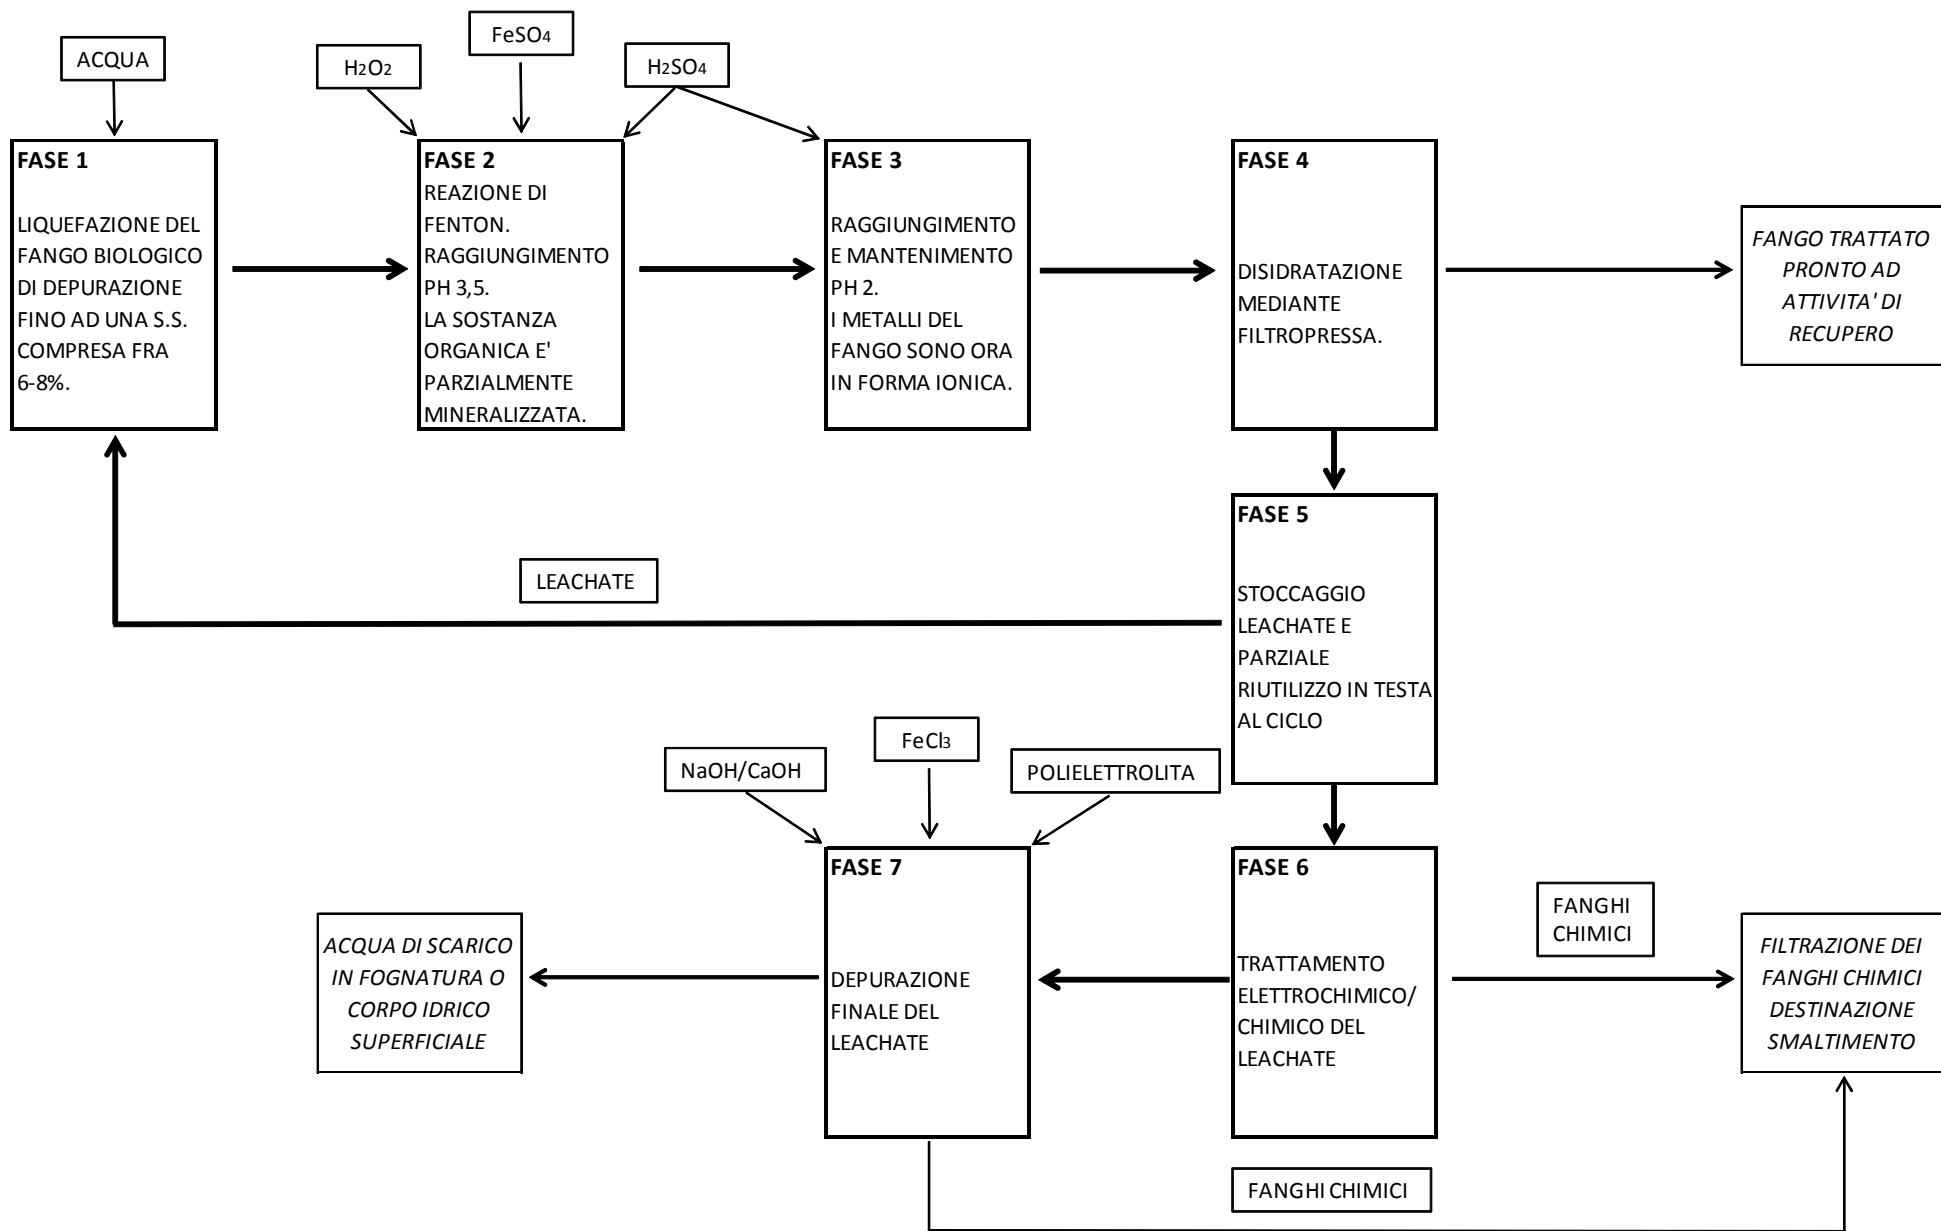 ACQUA
H2O2
FeSO4
H2SO4
FASE 1
LIQUEFAZIONE DEL
FANGO BIOLOGICO
DI DEPURAZIONE
FINO AD UNA S.S.
COMPRESA FRA
6-8%.
FASE 2
REAZIONE DI
FENTON.
RAGGIUNGIMENTO
PH 3,5.
LA SOSTANZA
ORGANICA E'
PARZIALMENTE
MINERALIZZATA.
FASE 3
RAGGIUNGIMENTO
E MANTENIMENTO
PH 2.
I METALLI DEL
FANGO SONO ORA
IN FORMA IONICA.
FASE 4
DISIDRATAZIONE
MEDIANTE
FILTROPRESSA.
FANGO TRATTATO
PRONTO AD
ATTIVITA' DI
RECUPERO
FASE 5
STOCCAGGIO
LEACHATE E
PARZIALE
RIUTILIZZO IN TESTA
AL CICLO
LEACHATE
NaOH/CaOH
FeCl3
POLIELETTROLITA
FASE 7
DEPURAZIONE
FINALE DEL
LEACHATE
FASE 6
TRATTAMENTO
ELETTROCHIMICO/
CHIMICO DEL
LEACHATE
FANGHI
CHIMICI
ACQUA DI SCARICO
IN FOGNATURA O
CORPO IDRICO
SUPERFICIALE
FILTRAZIONE DEI
FANGHI CHIMICI
DESTINAZIONE
SMALTIMENTO
FANGHI CHIMICI